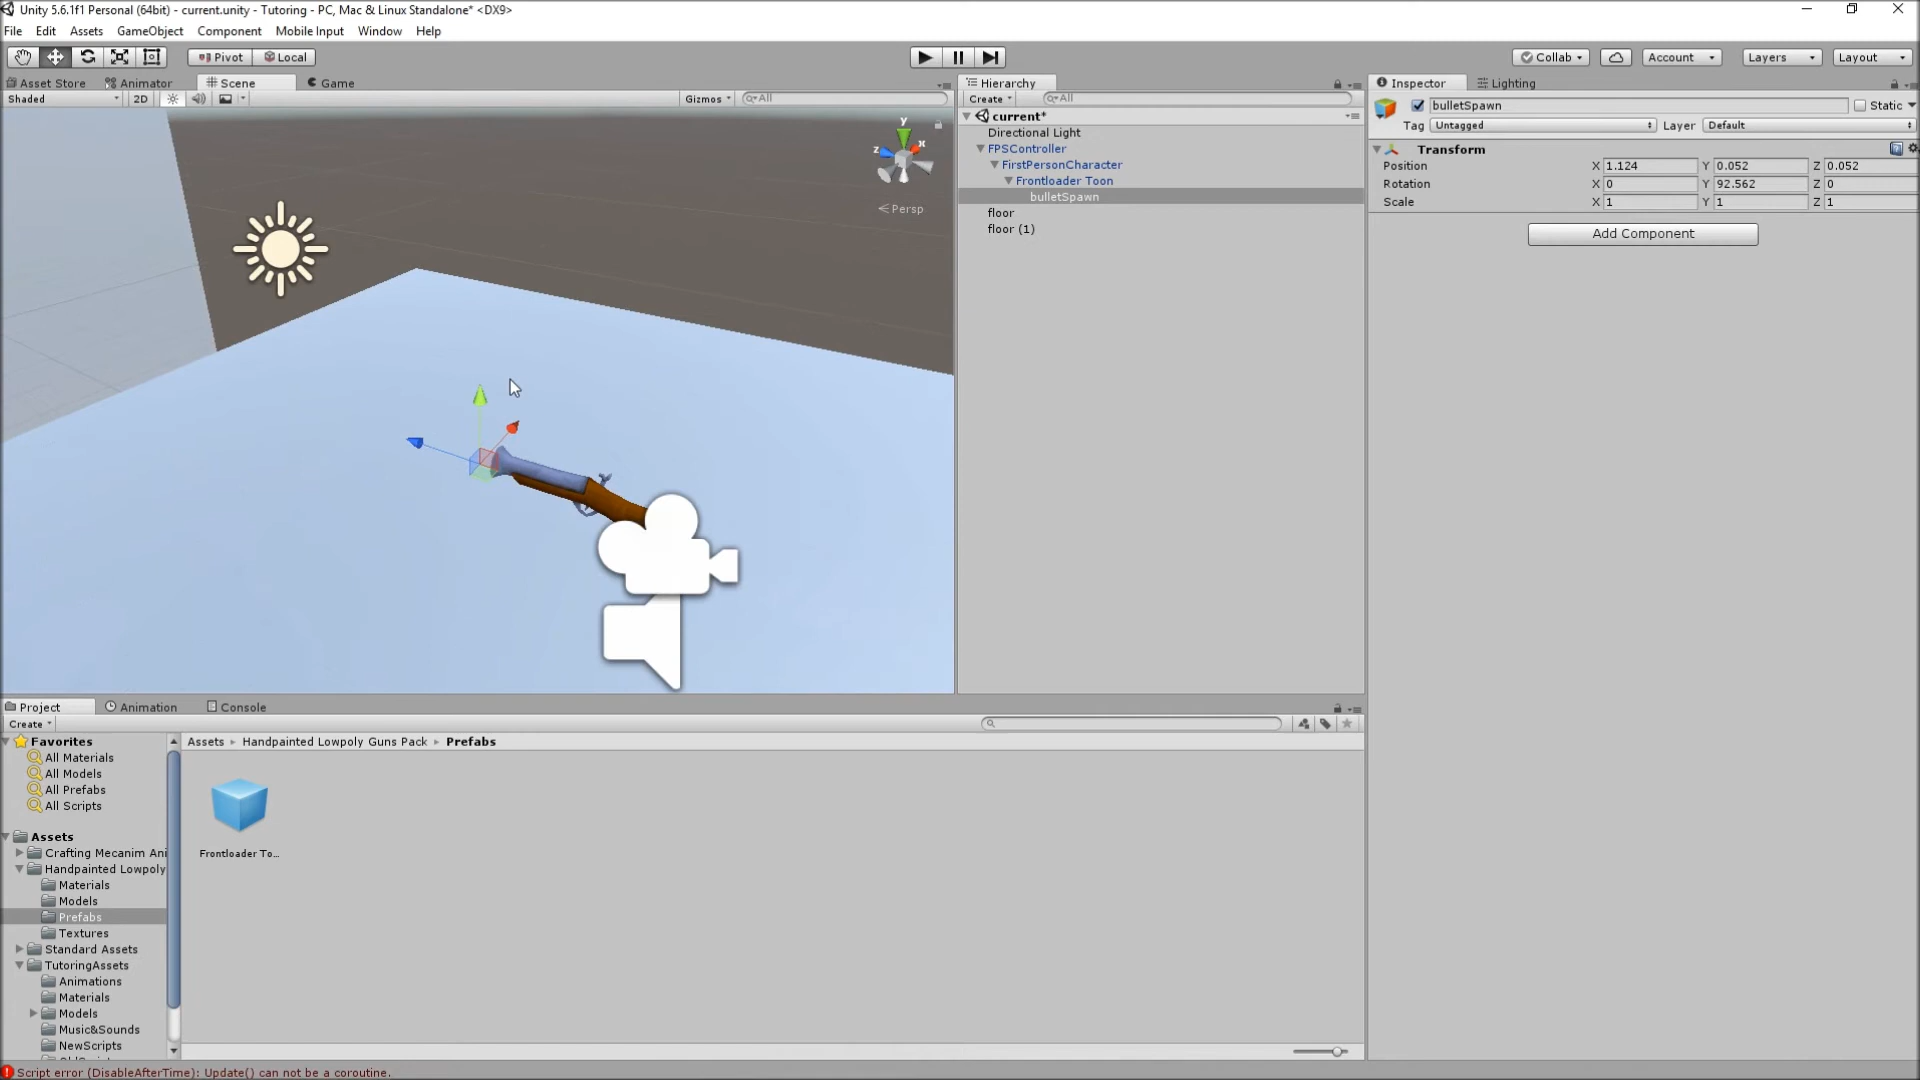 Unity 5.6.1f1 Personal (64bit) - current.unity - Tutoring - PC, Mac & Linux Standalone* <DX9>
File Edit Assets GameObject Component Mobile Input Window Help
Pivot Local Collab Account Layers Layout
Asset Store Animator Scene Game Hierarchy Inspector Lighting
Shaded 2D Gizmos All Create All
bulletSpawn Static
Tag Untagged Layer Default
current*
Directional Light
FPSController
FirstPersonCharacter
Frontloader Toon
bulletSpawn
floor
floor (1)
Transform
Position X 1.124 Y 0.052 Z 0.052
Rotation X 0 Y 92.562 Z 0
Scale X 1 Y 1 Z 1
Add Component
y
x
z
Persp
Project Animation Console
Create
Favorites
All Materials
All Models
All Prefabs
All Scripts
Assets
Crafting Mecanim Ani
Handpainted Lowpoly
Materials
Models
Prefabs
Textures
Standard Assets
TutoringAssets
Animations
Materials
Models
Music&Sounds
NewScripts
Assets Handpainted Lowpoly Guns Pack Prefabs
Frontloader To...
Script error (DisableAfterTime): Update() can not be a coroutine.